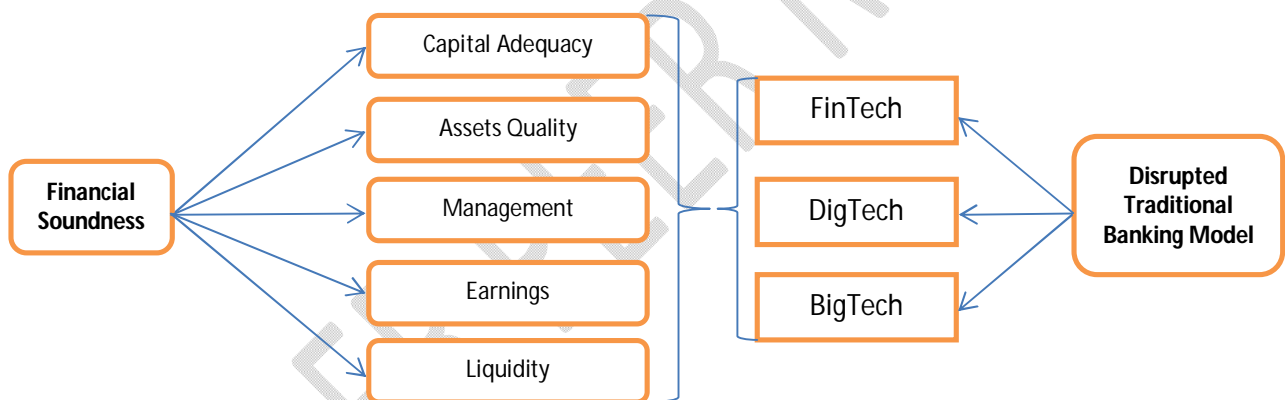 Capital Adequacy
Assets Quality
Management
Earnings
Liquidity
Financial
Soundness
FinTech
DigTech
BigTech
Disrupted
Traditional
Banking Model